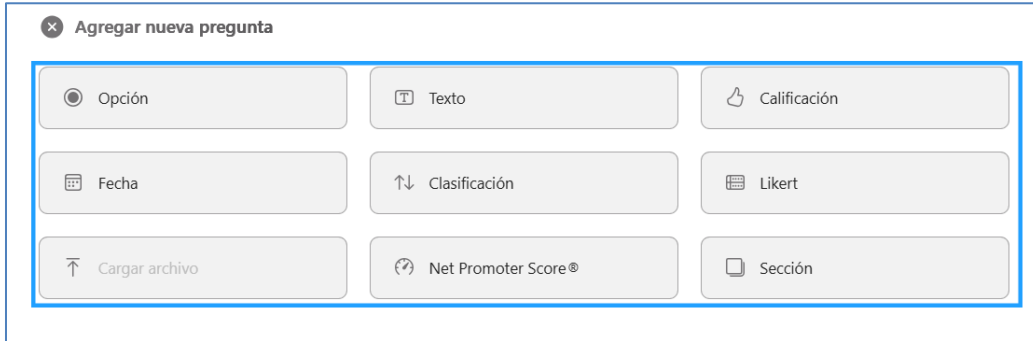 Agregar nueva pregunta
Opción
Texto
Calificación
Fecha
Clasificación
Likert
Cargar archivo
Net Promoter Score®
Sección